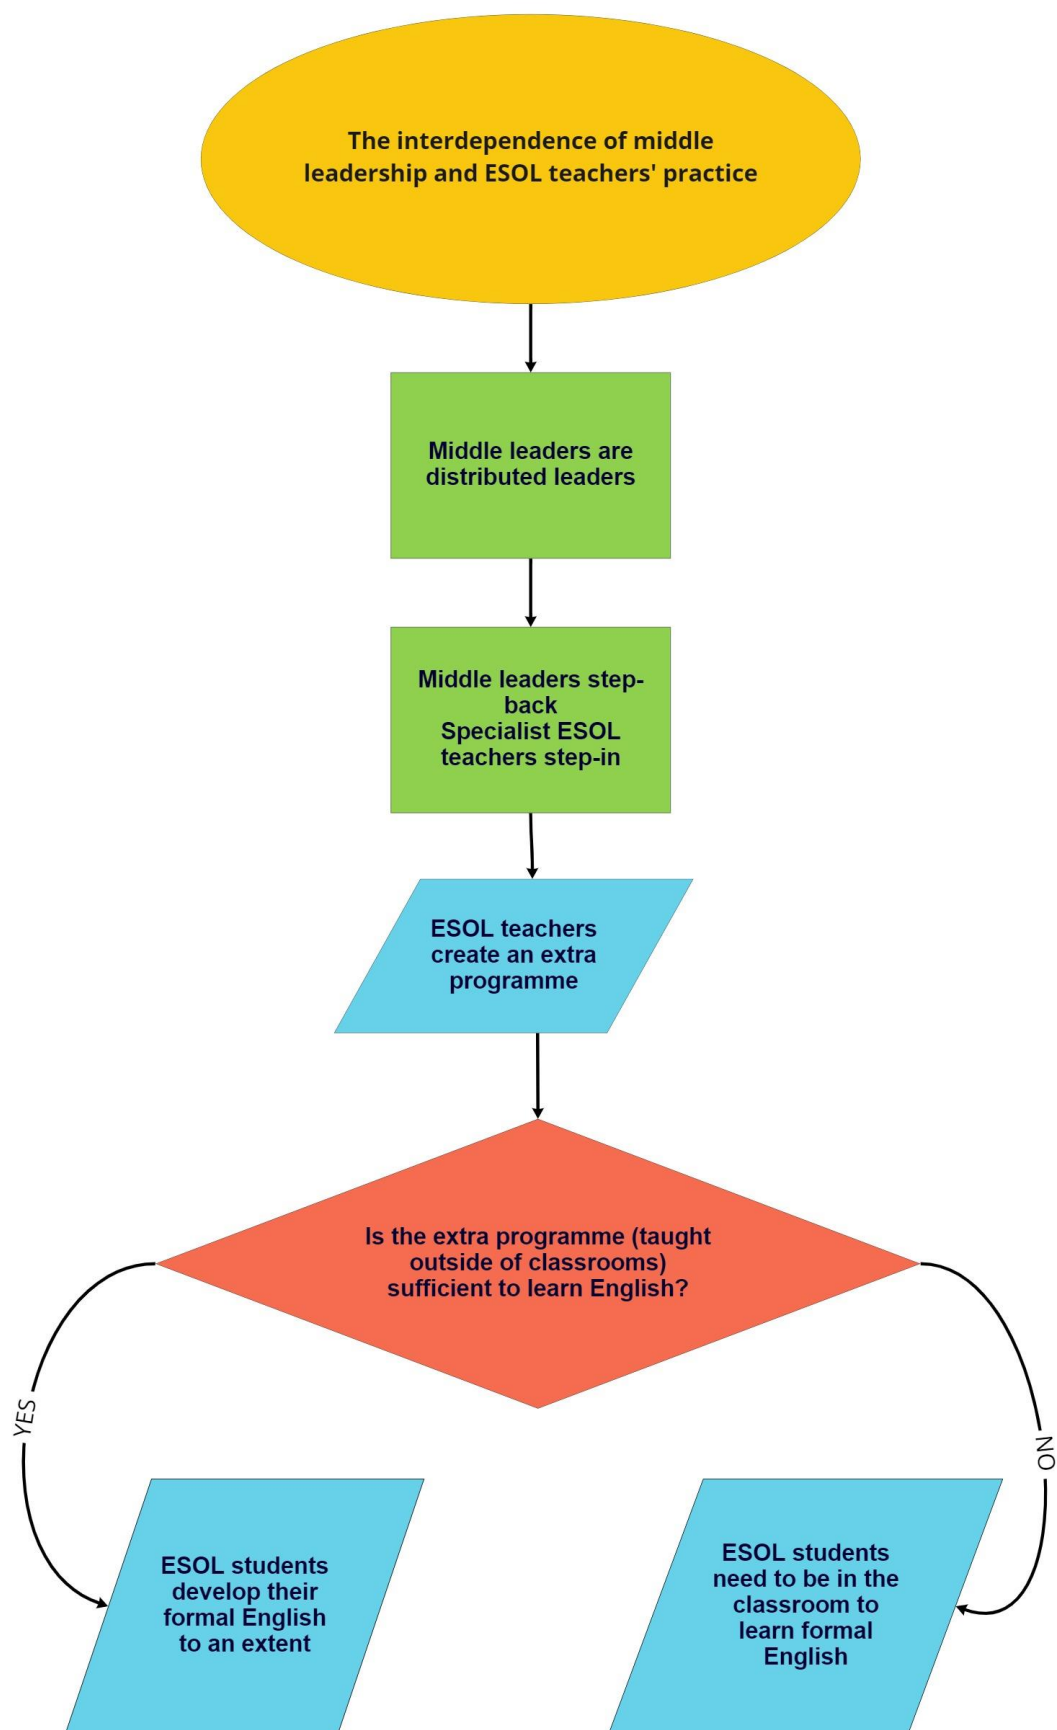 The interdependence of middle
leadership and ESOL teachers' practice
Middle leaders are
distributed leaders
Middle leaders step-
back
Specialist ESOL
teachers step-in
ESOL teachers
create an extra
programme
Is the extra programme (taught
outside of classrooms)
sufficient to learn English?
YES
NO
ESOL students
develop their
formal English
to an extent
ESOL students
need to be in the
classroom to
learn formal
English